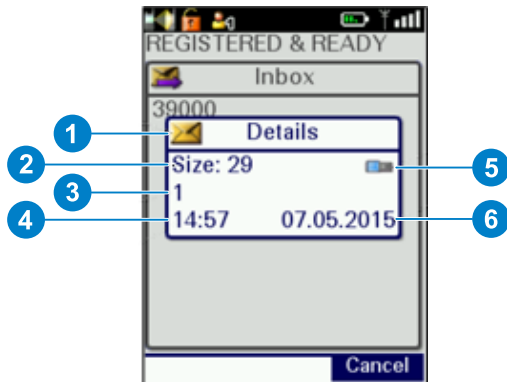 REGISTERED & READY
Inbox
39000
Details
1
2
Size: 29
5
3
1
4
14:57
07.05.2015
6
Cancel